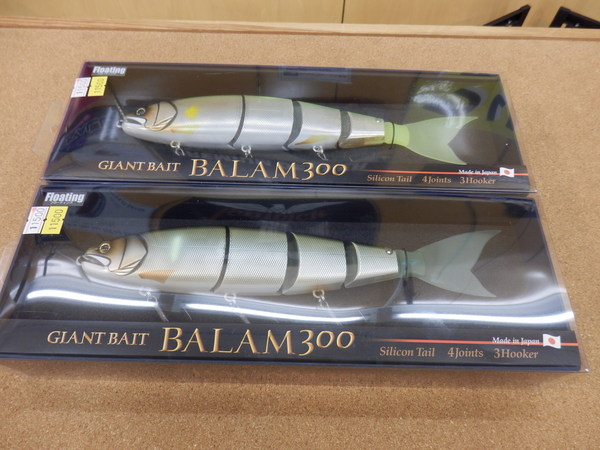 Floating
GIANT BAIT BALAM300
Made in Japan
Silicon Tail 4Joints 3Hooker
Floating
11500
GIANT BAIT BALAM300
Made in Japan
Silicon Tail 4Joints 3Hooker